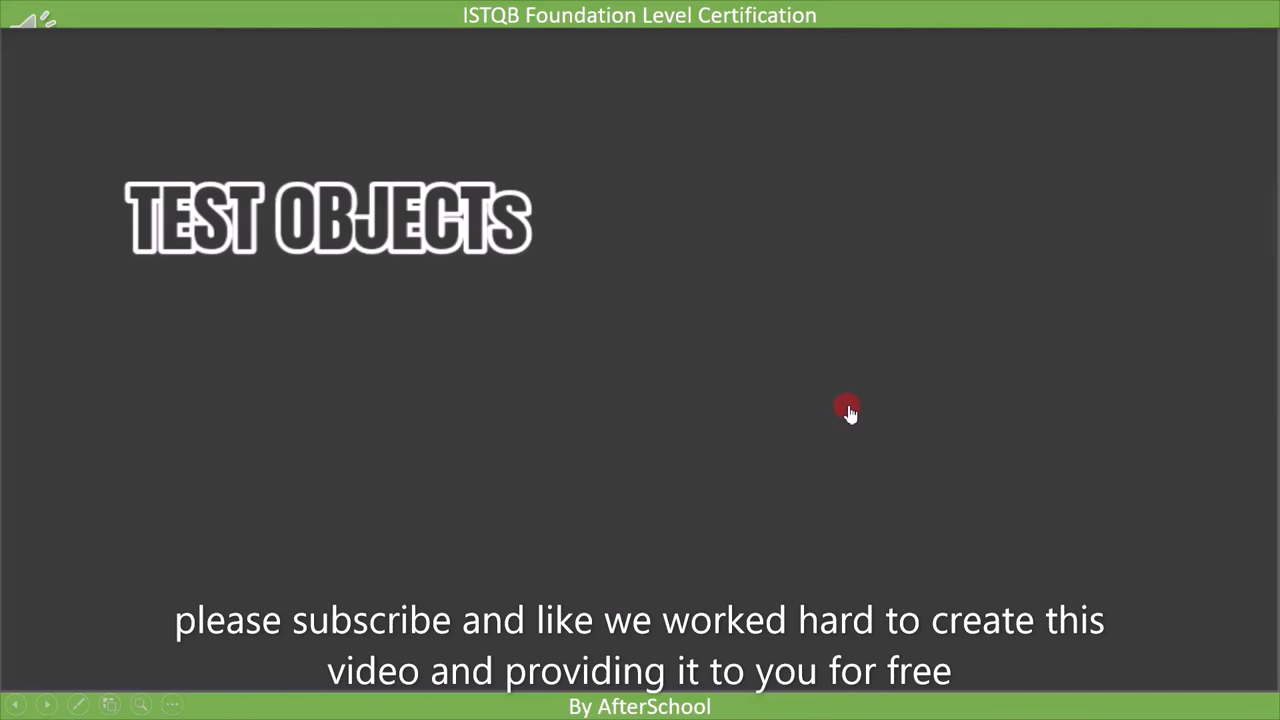 ISTQB Foundation Level Certification
TEST OBJECTs
please subscribe and like we worked hard to create this
video and providing it to you for free
By AfterSchool